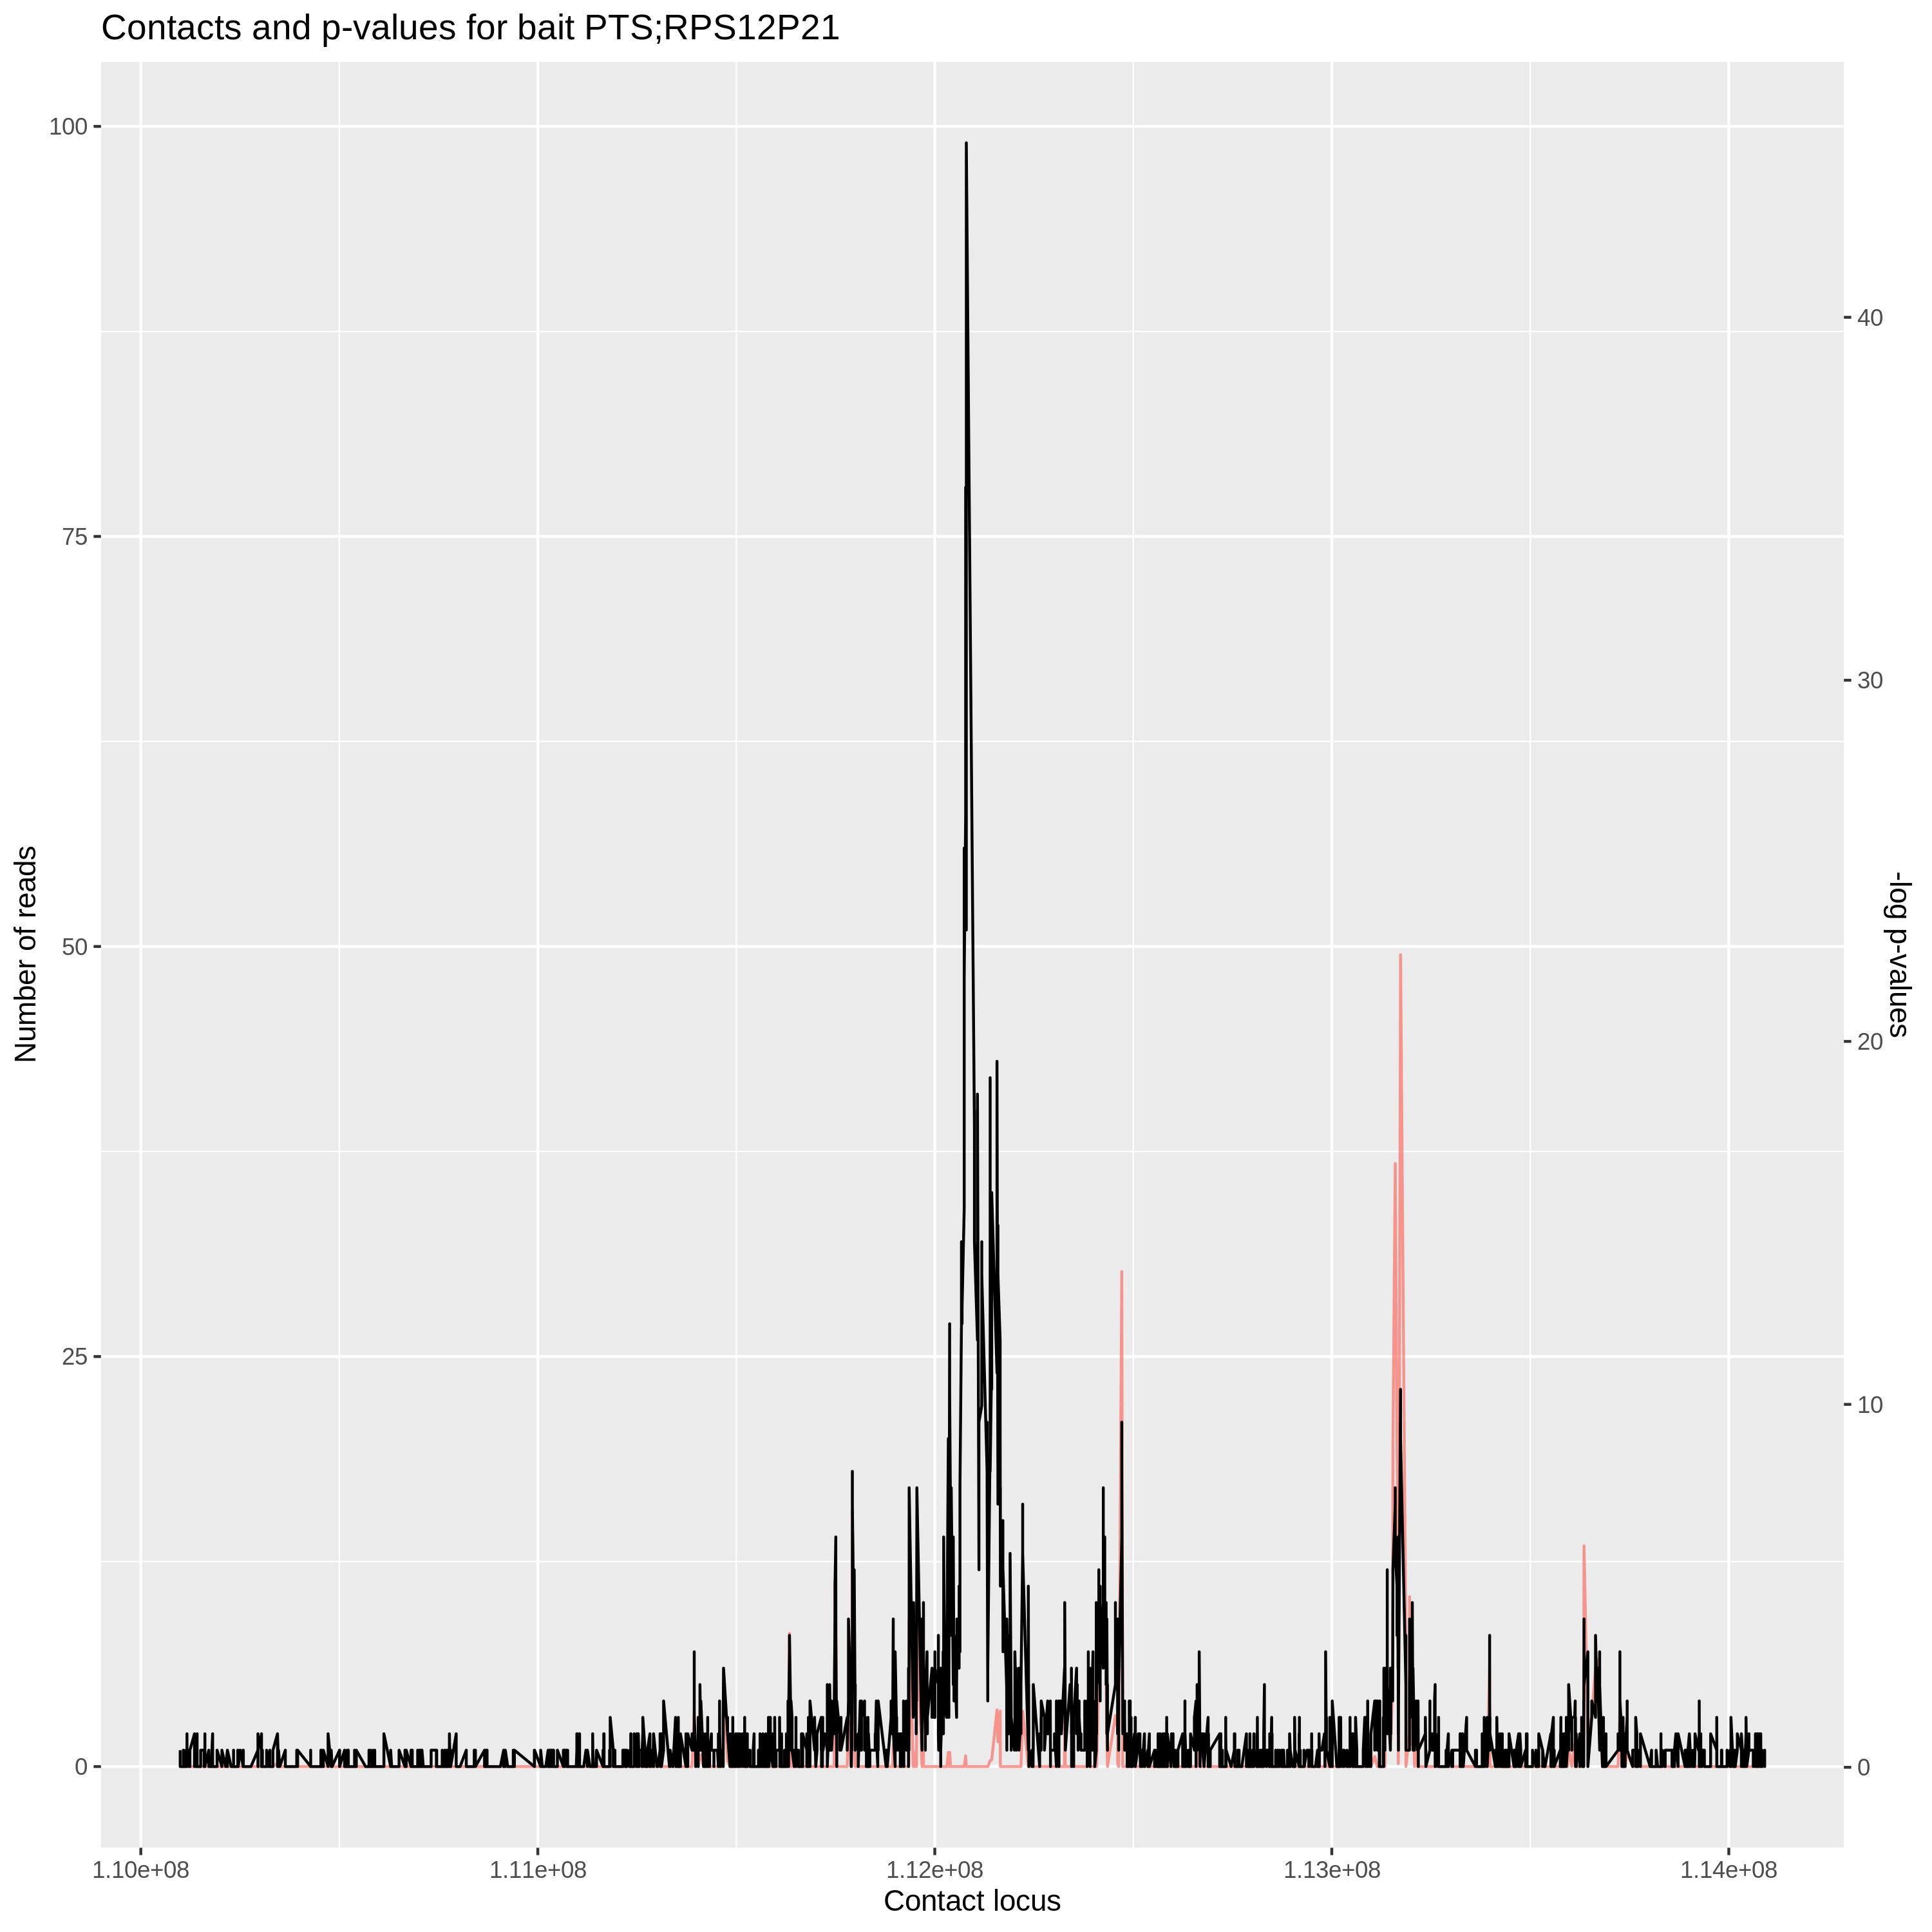 Contacts and p-values for bait PTS;RPS12P21
100
75
50
25
0
Number of reads
40
30
20
10
0
-log p-values
1.10e+08
1.11e+08
1.12e+08
1.13e+08
1.14e+08
Contact locus